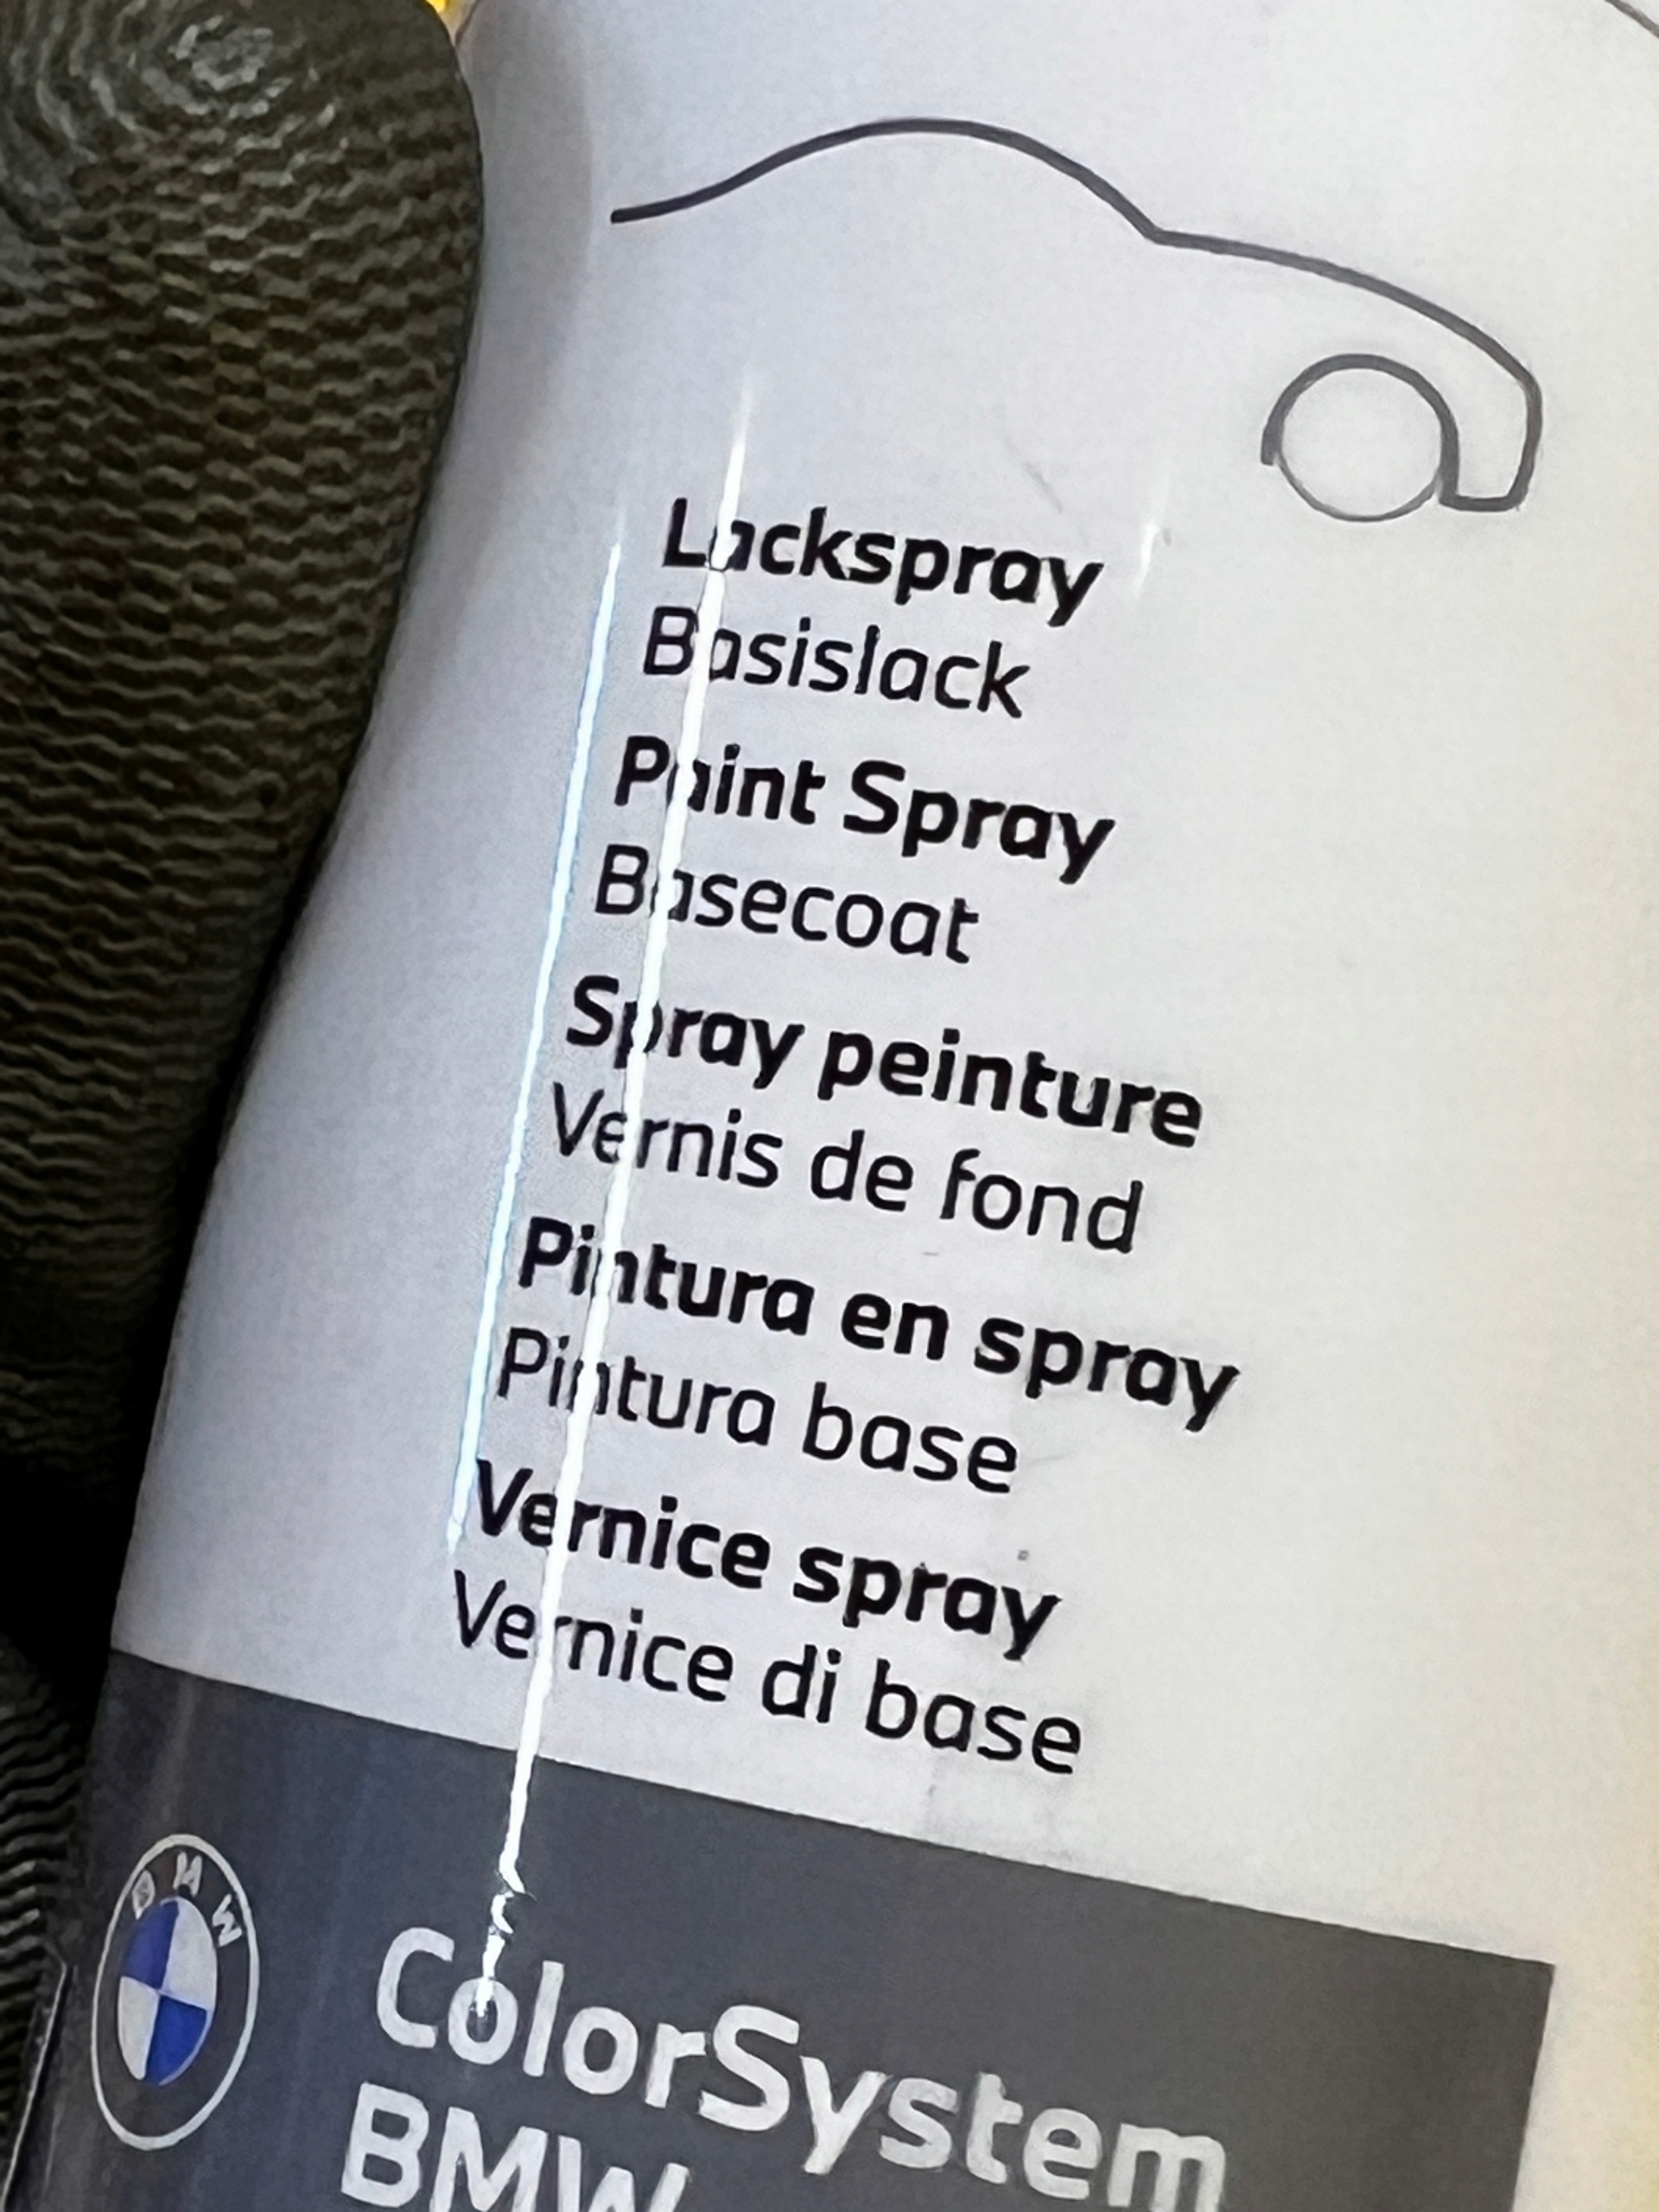 Lackspray
Basislack
Paint Spray
Basecoat
Spray peinture
Vernis de fond
Pintura en spray
Pintura base
Vernice spray
Vernice di base
BMW
ColorSystem
BMW